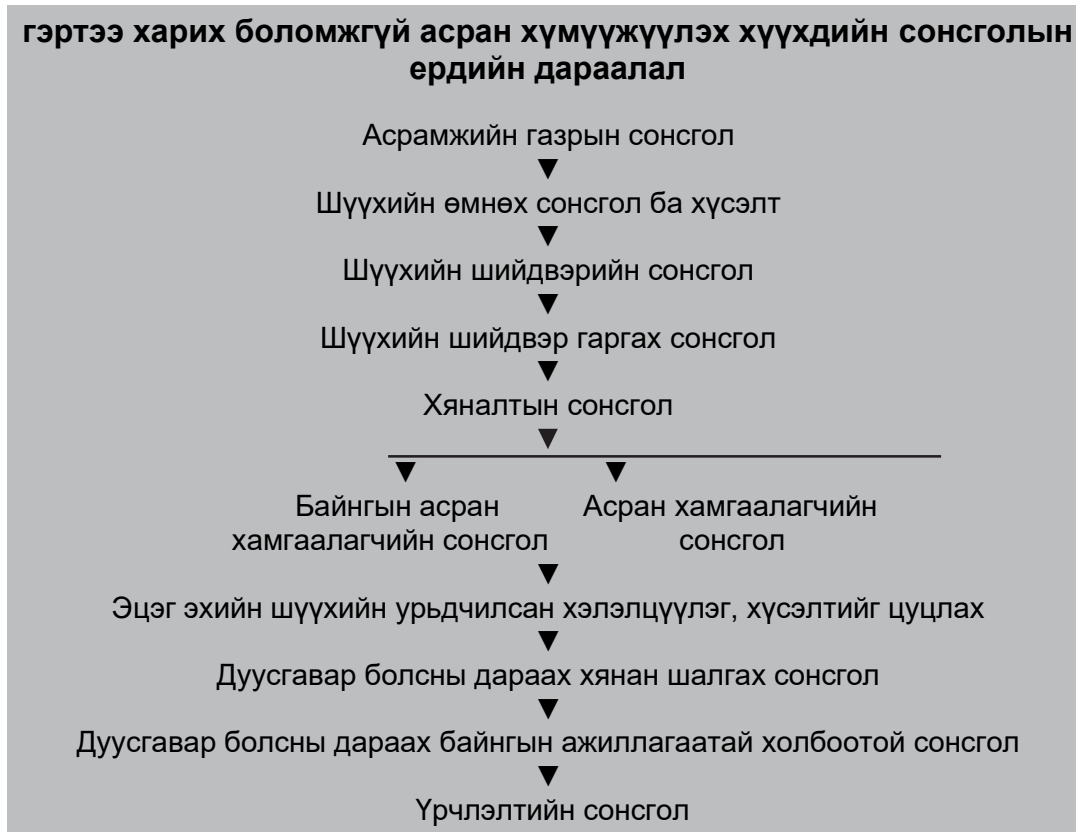 гэртээ харих боломжгүй асран хүмүүжүүлэх хүүхдийн сонсголын
ердийн дараалал
Асрамжийн газрын сонсгол
▼
Шүүхийн өмнөх сонсгол ба хүсэлт
▼
Шүүхийн шийдвэрийн сонсгол
▼
Шүүхийн шийдвэр гаргах сонсгол
▼
Хяналтын сонсгол
▼
▼ ▼
Байнгын асран
хамгаалагчийн сонсгол
Асран хамгаалагчийн
сонсгол
▼
Эцэг эхийн шүүхийн урьдчилсан хэлэлцүүлэг, хүсэлтийг цуцлах
▼
Дуусгавар болсны дараах хянан шалгах сонсгол
▼
Дуусгавар болсны дараах байнгын ажиллагаатай холбоотой сонсгол
▼
Үрчлэлтийн сонсгол